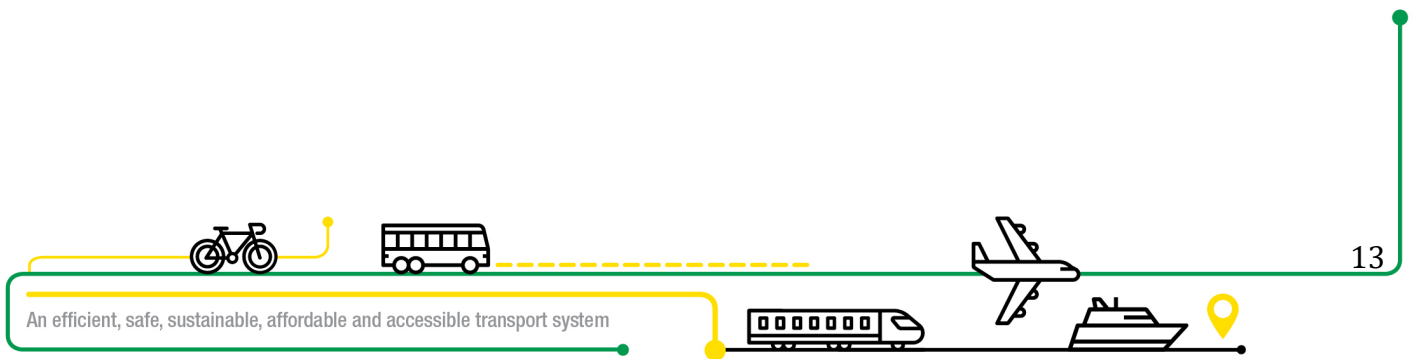 13
An efficient, safe, sustainable, affordable and accessible transport system